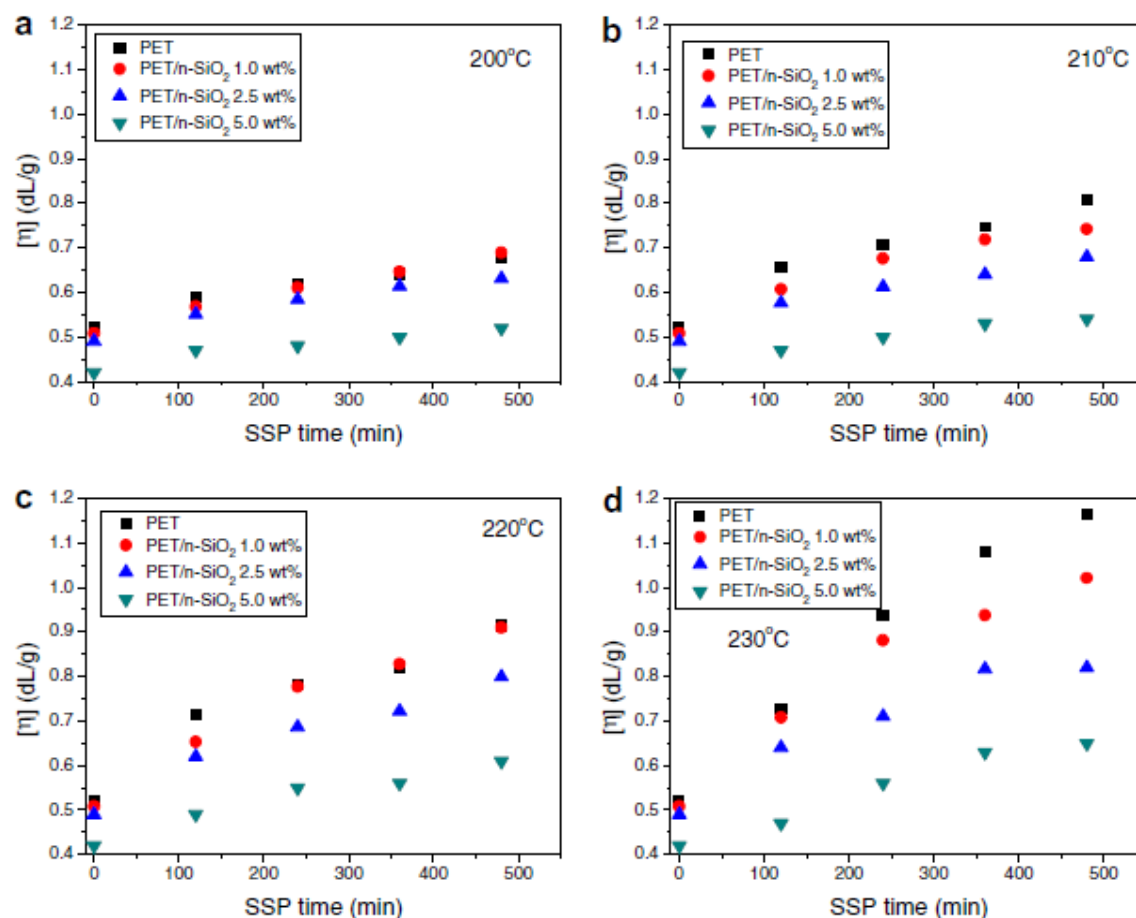 a
1.2
1.1
1.0
0.9
0.8
0.7
0.6
0.5
0.4
[η] (dL/g)
PET
PET/n-SiO₂ 1.0 wt%
PET/n-SiO₂ 2.5 wt%
PET/n-SiO₂ 5.0 wt%
200°C
0 100 200 300 400 500
SSP time (min)
b
1.2
1.1
1.0
0.9
0.8
0.7
0.6
0.5
0.4
[η] (dL/g)
PET
PET/n-SiO₂ 1.0 wt%
PET/n-SiO₂ 2.5 wt%
PET/n-SiO₂ 5.0 wt%
210°C
0 100 200 300 400 500
SSP time (min)
c
1.2
1.1
1.0
0.9
0.8
0.7
0.6
0.5
0.4
[η] (dL/g)
PET
PET/n-SiO₂ 1.0 wt%
PET/n-SiO₂ 2.5 wt%
PET/n-SiO₂ 5.0 wt%
220°C
0 100 200 300 400 500
SSP time (min)
d
1.2
1.1
1.0
0.9
0.8
0.7
0.6
0.5
0.4
[η] (dL/g)
PET
PET/n-SiO₂ 1.0 wt%
PET/n-SiO₂ 2.5 wt%
PET/n-SiO₂ 5.0 wt%
230°C
0 100 200 300 400 500
SSP time (min)